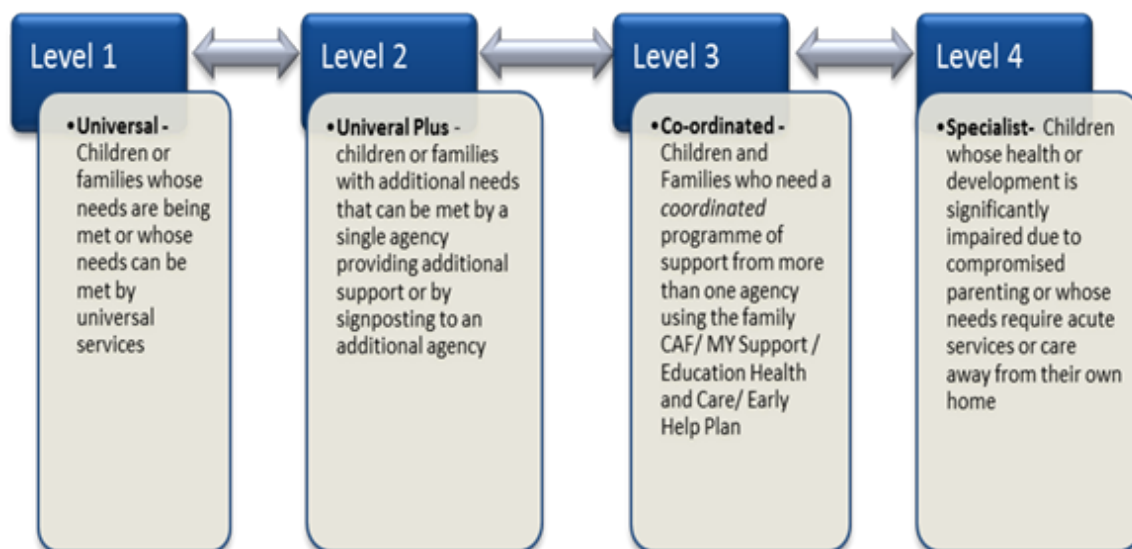 Level 1
•Universal -
Children or
families whose
needs are being
met or whose
needs can be
met by
universal
services
Level 2
•Univeral Plus -
children or families
with additional needs
that can be met by a
single agency
providing additional
support or by
signposting to an
additional agency
Level 3
•Co-ordinated -
Children and
Families who need a
coordinated
programme of
support from more
than one agency
using the family
CAF/ MY Support /
Education Health
and Care/ Early
Help Plan
Level 4
•Specialist- Children
whose health or
development is
significantly
impaired due to
compromised
parenting or whose
needs require acute
services or care
away from their own
home